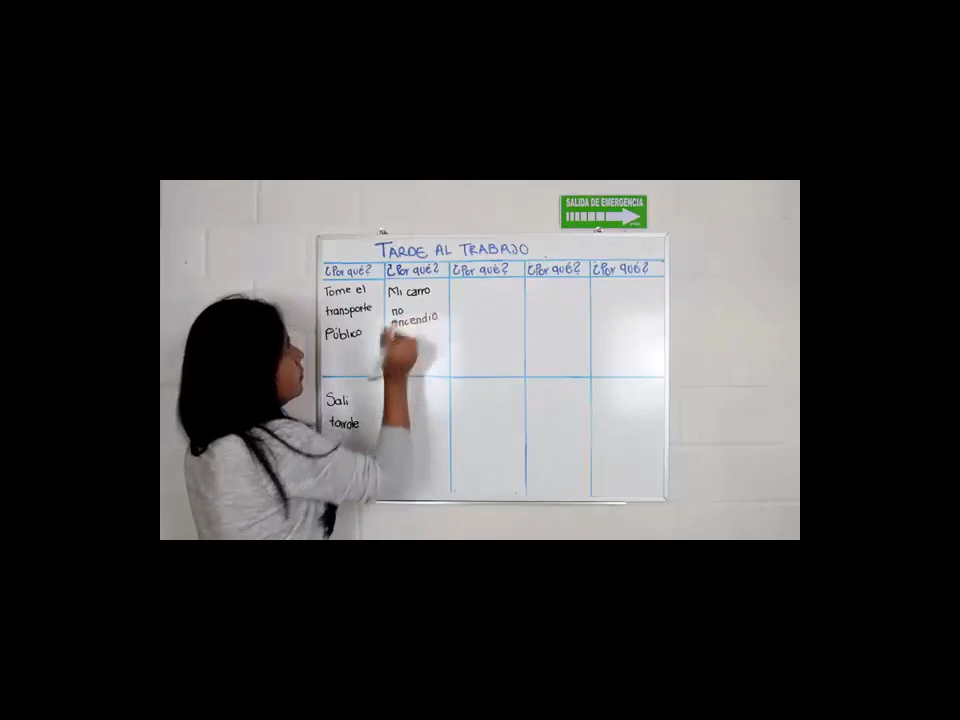 SALIDA DE EMERGENCIA
TARDE AL TRABAJO
¿Por qué? ¿Por qué? ¿Por qué? ¿Por qué? ¿Por qué?
Tome el
transporte
Público
Mi carro
no
encendio
Sali
tarde